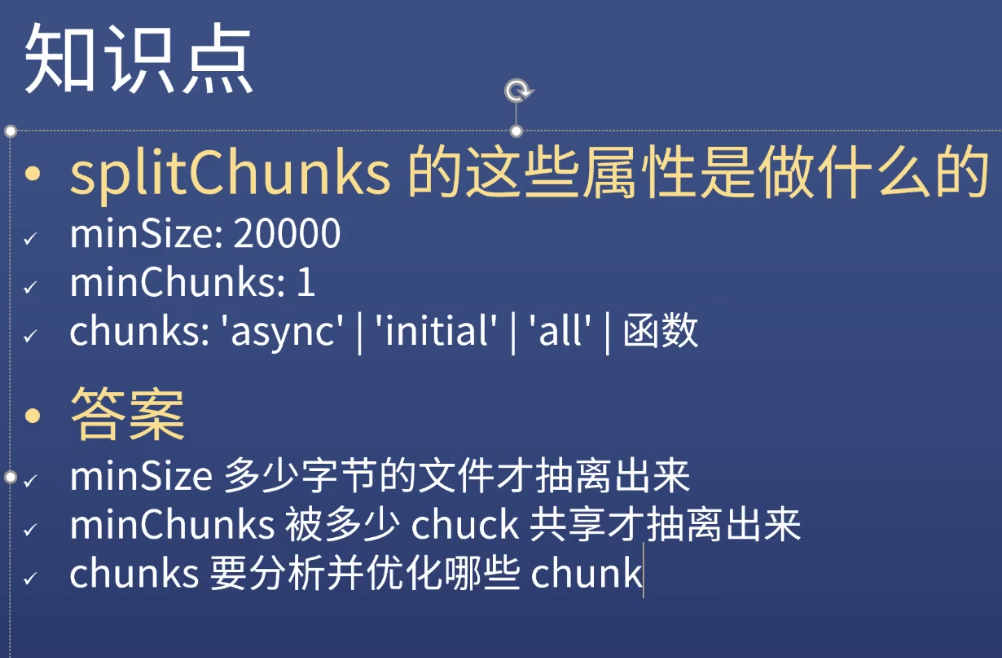 知识点
• splitChunks 的这些属性是做什么的
✓ minSize: 20000
✓ minChunks: 1
✓ chunks: 'async' | 'initial' | 'all' | 函数
• 答案
✓ minSize 多少字节的文件才抽离出来
✓ minChunks 被多少 chuck 共享才抽离出来
✓ chunks 要分析并优化哪些 chunk